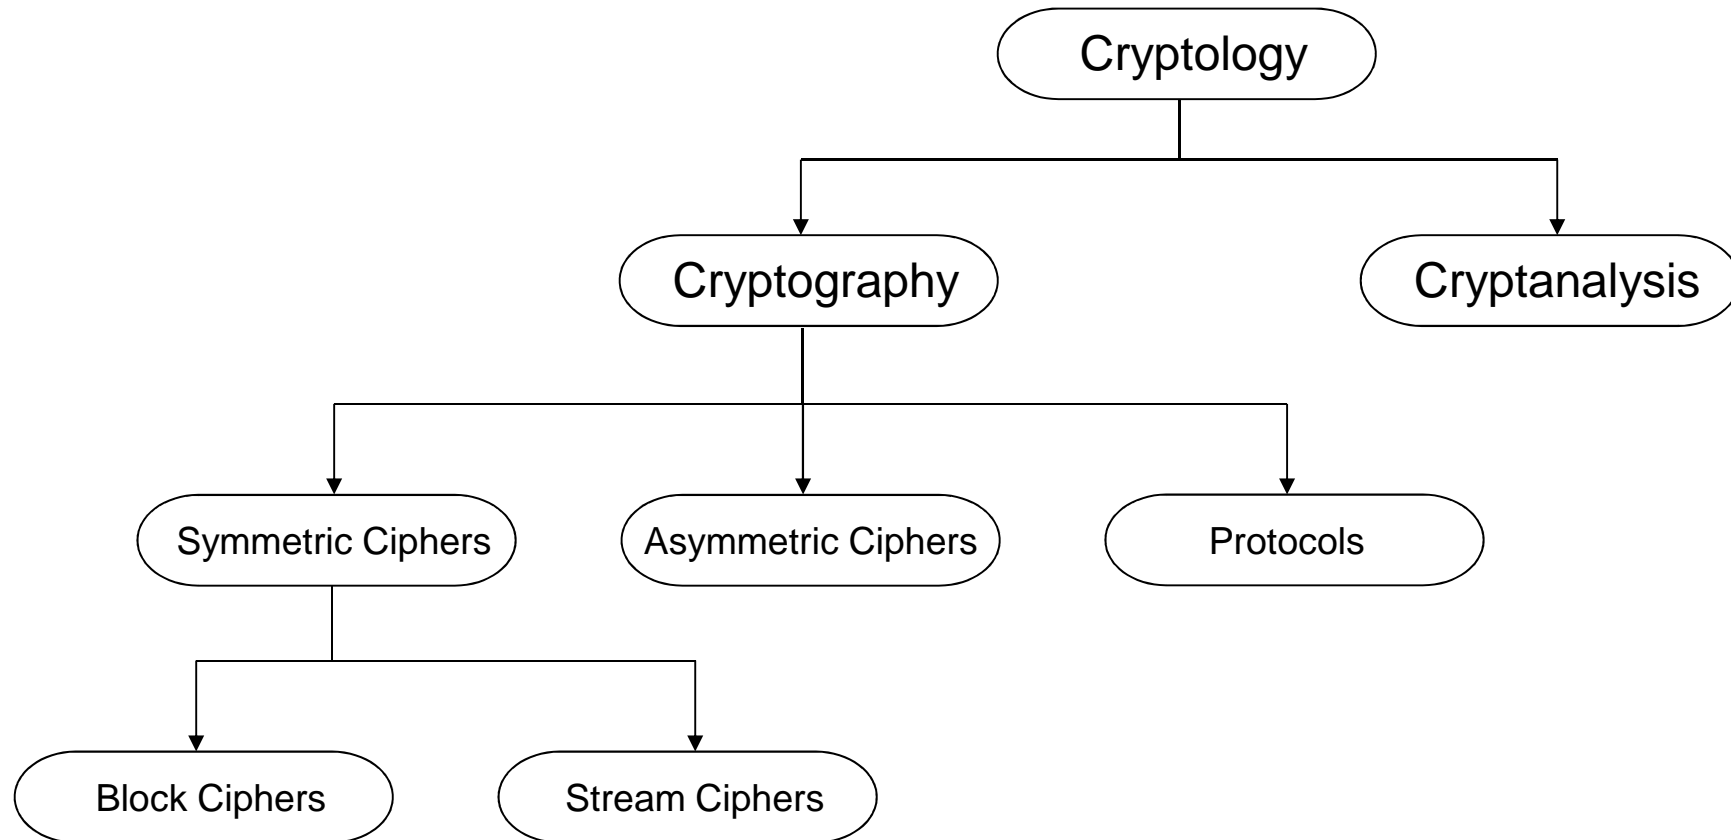 Cryptology
Cryptography
Cryptanalysis
Symmetric Ciphers
Asymmetric Ciphers
Protocols
Block Ciphers
Stream Ciphers